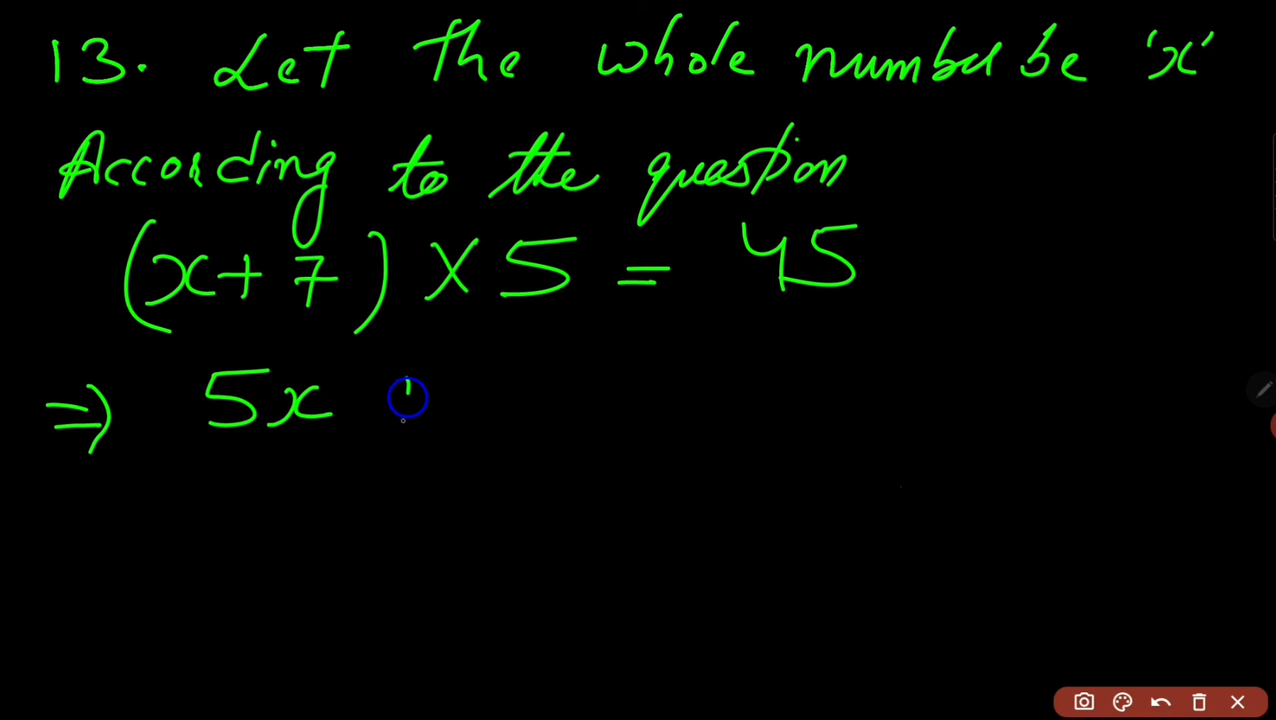 13. Let the whole number be 'x'
According to the question
(x + 7) × 5 = 45
⇒ 5x